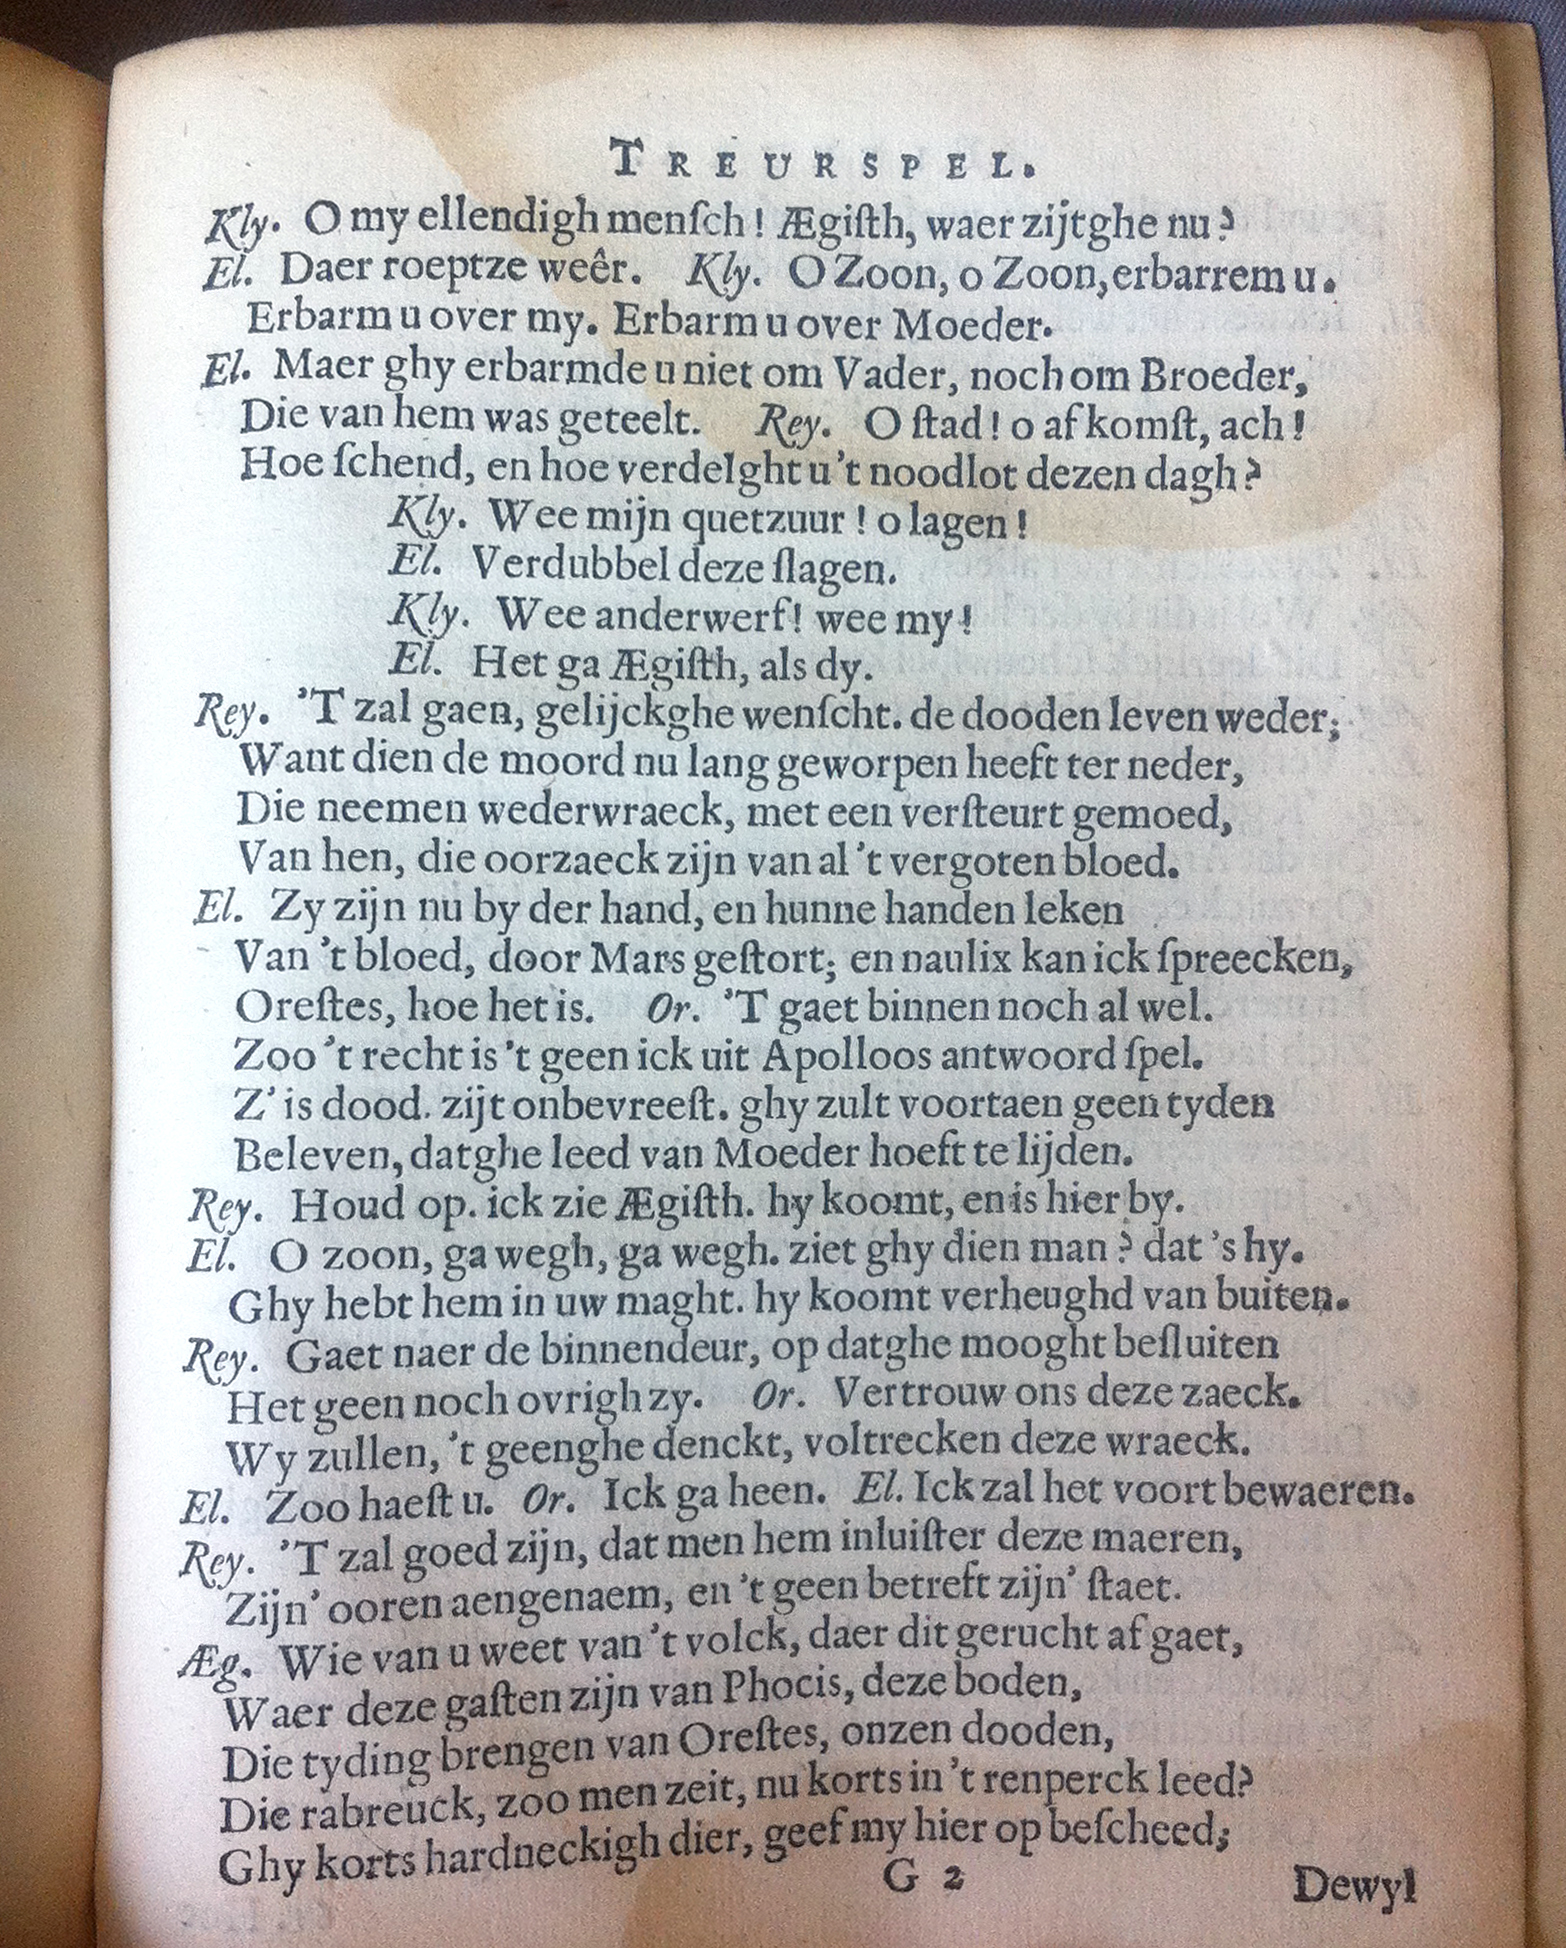 TREURSPEL.
Kly. O my ellendigh menſch! Ægiſth, waer zijtghe nu?
El. Daer roeptze weêr. Kly. O Zoon, o Zoon, erbarrem u.
Erbarm u over my. Erbarm u over Moeder.
El. Maer ghy erbarmde u niet om Vader, noch om Broeder,
Die van hem was geteelt. Rey. O ſtad! o afkomſt, ach!
Hoe ſchend, en hoe verdelght u 't noodlot dezen dagh?
Kly. Wee mijn quetzuur! o lagen!
El. Verdubbel deze ſlagen.
Kly. Wee anderwerf! wee my!
El. Het ga Ægiſth, als dy.
Rey. 'T zal gaen, gelijckghe wenſcht. de dooden leven weder;
Want dien de moord nu lang geworpen heeft ter neder,
Die neemen wederwraeck, met een verſteurt gemoed,
Van hen, die oorzaeck zijn van al 't vergoten bloed.
El. Zy zijn nu by der hand, en hunne handen leken
Van 't bloed, door Mars geſtort; en naulix kan ick ſpreecken,
Oreſtes, hoe het is. Or. 'T gaet binnen noch al wel.
Zoo 't recht is 't geen ick uit Apolloos antwoord ſpel.
Z' is dood. zijt onbevreeſt. ghy zult voortaen geen tyden
Beleven, datghe leed van Moeder hoeft te lijden.
Rey. Houd op. ick zie Ægiſth. hy koomt, en is hier by.
El. O zoon, ga wegh, ga wegh. ziet ghy dien man? dat 's hy.
Ghy hebt hem in uw maght. hy koomt verheughd van buiten.
Rey. Gaet naer de binnendeur, op datghe mooght beſluiten
Het geen noch ovrigh zy. Or. Vertrouw ons deze zaeck.
Wy zullen, 't geenghe denckt, voltrecken deze wraeck.
El. Zoo haeſt u. Or. Ick ga heen. El. Ick zal het voort bewaeren.
Rey. 'T zal goed zijn, dat men hem inluiſter deze maeren,
Zijn' ooren aengenaem, en 't geen betreft zijn' ſtaet.
Æg. Wie van u weet van 't volck, daer dit gerucht af gaet,
Waer deze gaſten zijn van Phocis, deze boden,
Die tyding brengen van Oreſtes, onzen dooden,
Die rabreuck, zoo men zeit, nu korts in 't renperck leed?
Ghy korts hardneckigh dier, geef my hier op beſcheed;
G 2
Dewyl